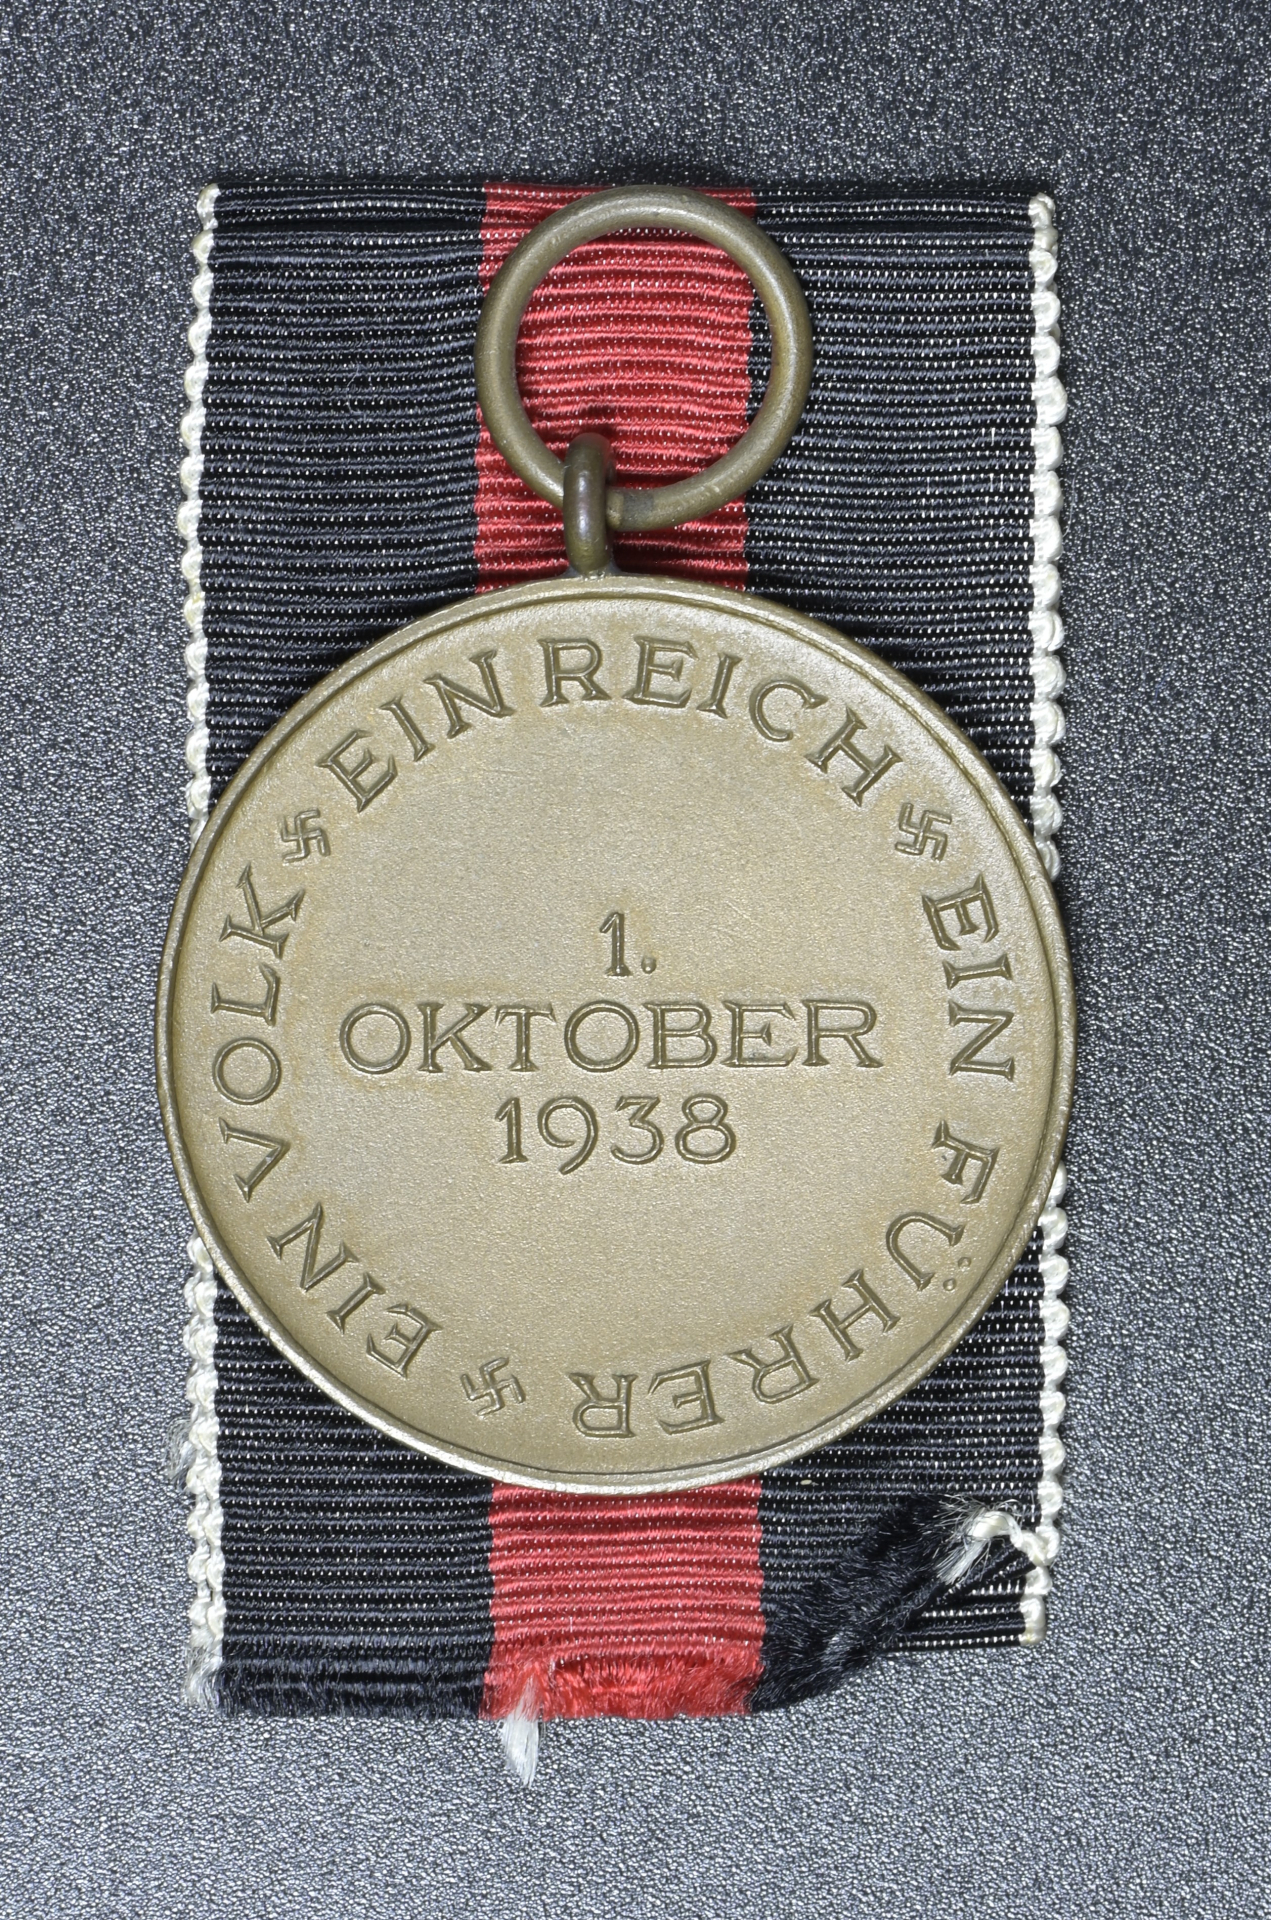 EIN VOLK EIN REICH EIN FÜHRER
1.
OKTOBER
1938